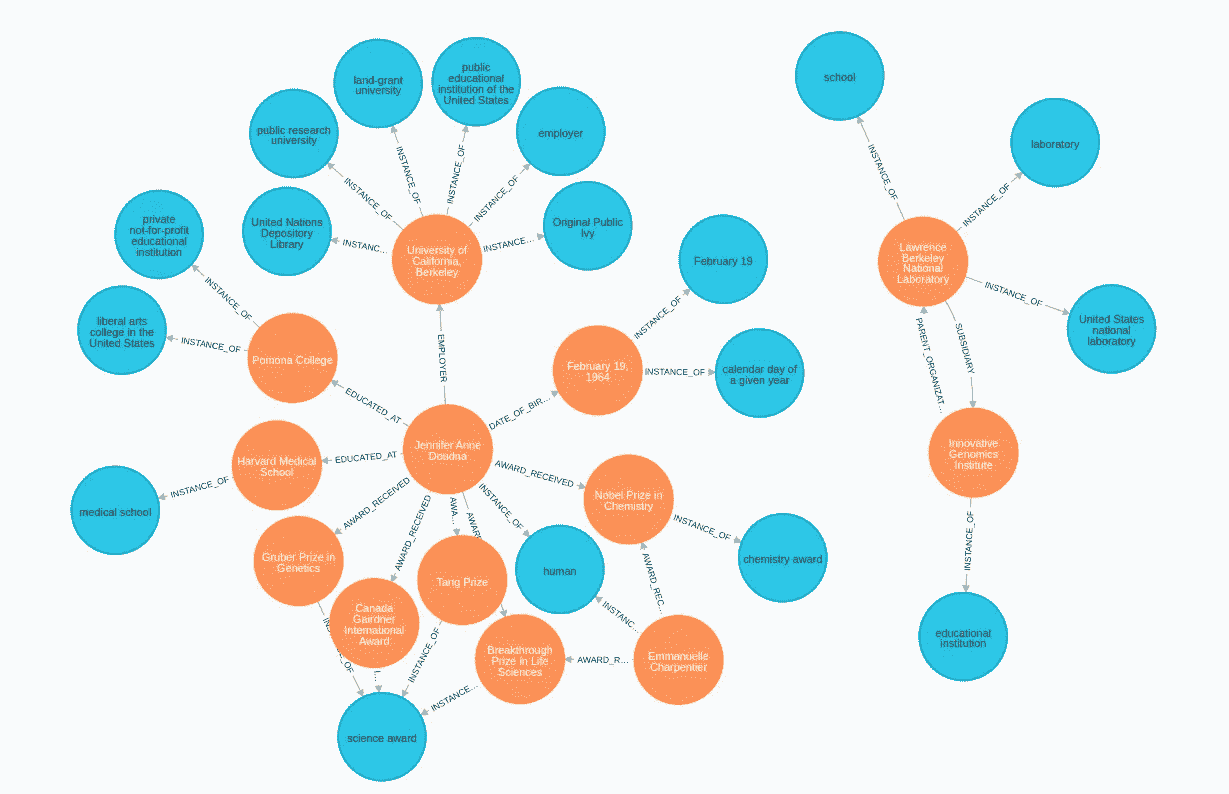 school
land-grant
university
public
educational
institution of the
United States
public research
university
employer
laboratory
INSTANCE_OF
INSTANCE_OF
INSTANCE_OF
INSTANCE_OF
INSTANCE_OF
INSTANCE_OF
United Nations
Depository
Library
INSTANC...
University of
California,
Berkeley
INSTANCE...
Original Public
Ivy
private
not-for-profit
educational
institution
February 19
Lawrence
Berkeley
National
Laboratory
INSTANCE_OF
INSTANCE_OF
INSTANCE_OF
liberal arts
college in the
United States
INSTANCE_OF
Pomona College
EMPLOYER
February 19,
1964
INSTANCE_OF
calendar day of
a given year
PARENT_ORGANIZAT...
SUBSIDIARY
United States
national
laboratory
EDUCATED_AT
DATE_OF_BIR...
Jennifer Anne
Doudna
Innovative
Genomics
Institute
Harvard Medical
School
EDUCATED_AT
AWARD_RECEIVED
INSTANCE_OF
medical school
AWARD_RECEIVED
AWARD_RECEIVED
AWA...
AWAR
INSTANCE_OF
Nobel Prize in
Chemistry
INSTANCE_OF
chemistry award
INSTANCE_OF
Gruber Prize in
Genetics
Tang Prize
human
Canada
Gairdner
International
Award
INSTANC...
AWARD_REC...
educational
institution
INSTANCE_OF
Breakthrough
Prize in Life
Sciences
AWARD_R...
Emmanuelle
Charpentier
INSTANCE...
science award